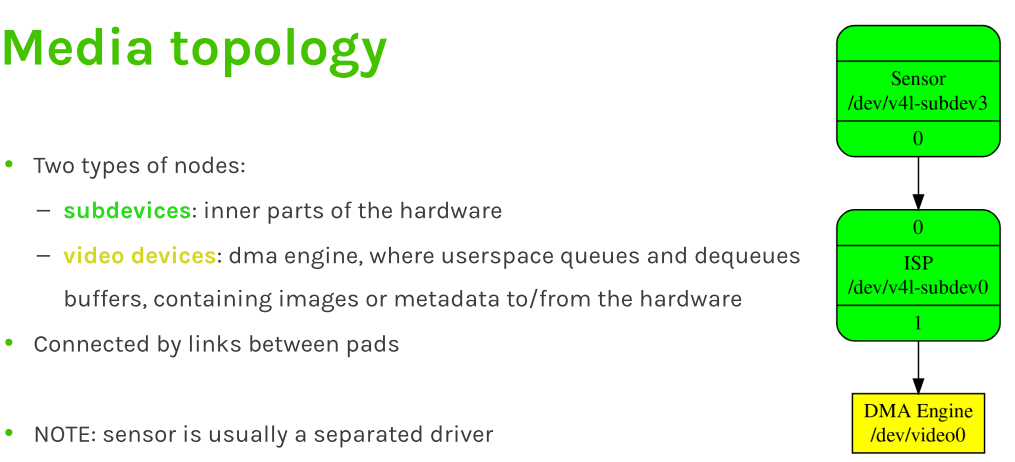 Media topology
• Two types of nodes:
– subdevices: inner parts of the hardware
– video devices: dma engine, where userspace queues and dequeues
buffers, containing images or metadata to/from the hardware
• Connected by links between pads
• NOTE: sensor is usually a separated driver
Sensor
/dev/v4l-subdev3
0
0
ISP
/dev/v4l-subdev0
1
DMA Engine
/dev/video0